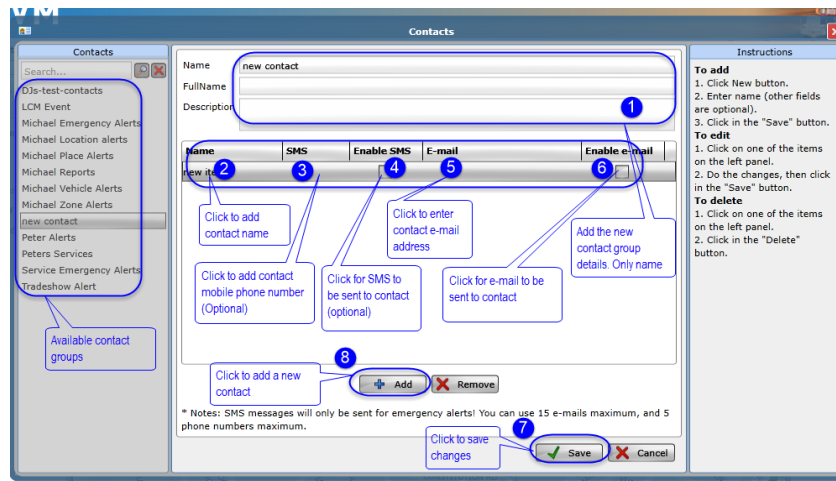 VM
Contacts
Contacts
Search...
DJs-test-contacts
LCM Event
Michael Emergency Alerts
Michael Location alerts
Michael Place Alerts
Michael Reports
Michael Vehicle Alerts
Michael Zone Alerts
new contact
Peter Alerts
Peters Services
Service Emergency Alerts
Tradeshow Alert
Available contact
groups
Name
new contact
FullName
Description
1
Name SMS Enable SMS E-mail Enable e-mail
new ite
2
3
4
5
6
Click to add
contact name
Click to enter
contact e-mail
address
Add the new
contact group
details. Only name
Click to add contact
mobile phone number
(Optional)
Click for SMS to
be sent to contact
(optional)
Click for e-mail to be
sent to contact
8
Click to add a new
contact
Add
Remove
* Notes: SMS messages will only be sent for emergency alerts! You can use 15 e-mails maximum, and 5
phone numbers maximum.
7
Click to save
changes
Save
Cancel
Instructions
To add
1. Click New button.
2. Enter name (other fields
are optional).
3. Click in the "Save" button.
To edit
1. Click on one of the items
on the left panel.
2. Do the changes, then click
in the "Save" button.
To delete
1. Click on one of the items
on the left panel.
2. Click in the "Delete"
button.